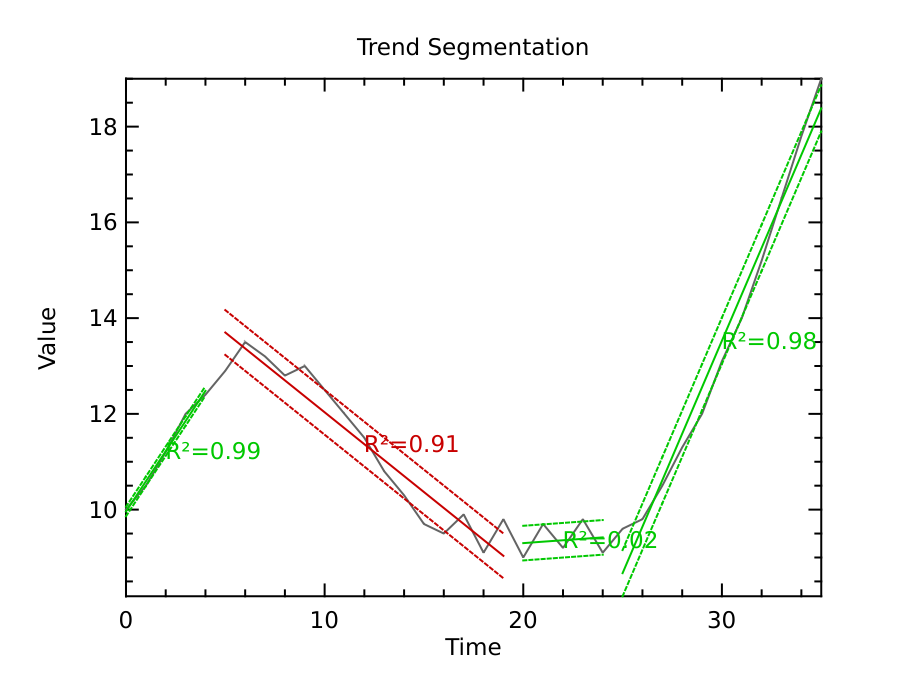 Trend Segmentation
Value
18
16
14
12
10
R²=0.98
R²=0.91
R²=0.99
R²=0.02
0 10 20 30
Time